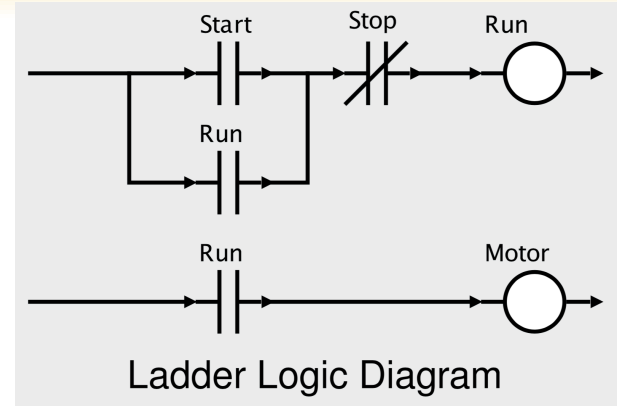 Start
Stop
Run
Run
Run
Motor
Ladder Logic Diagram